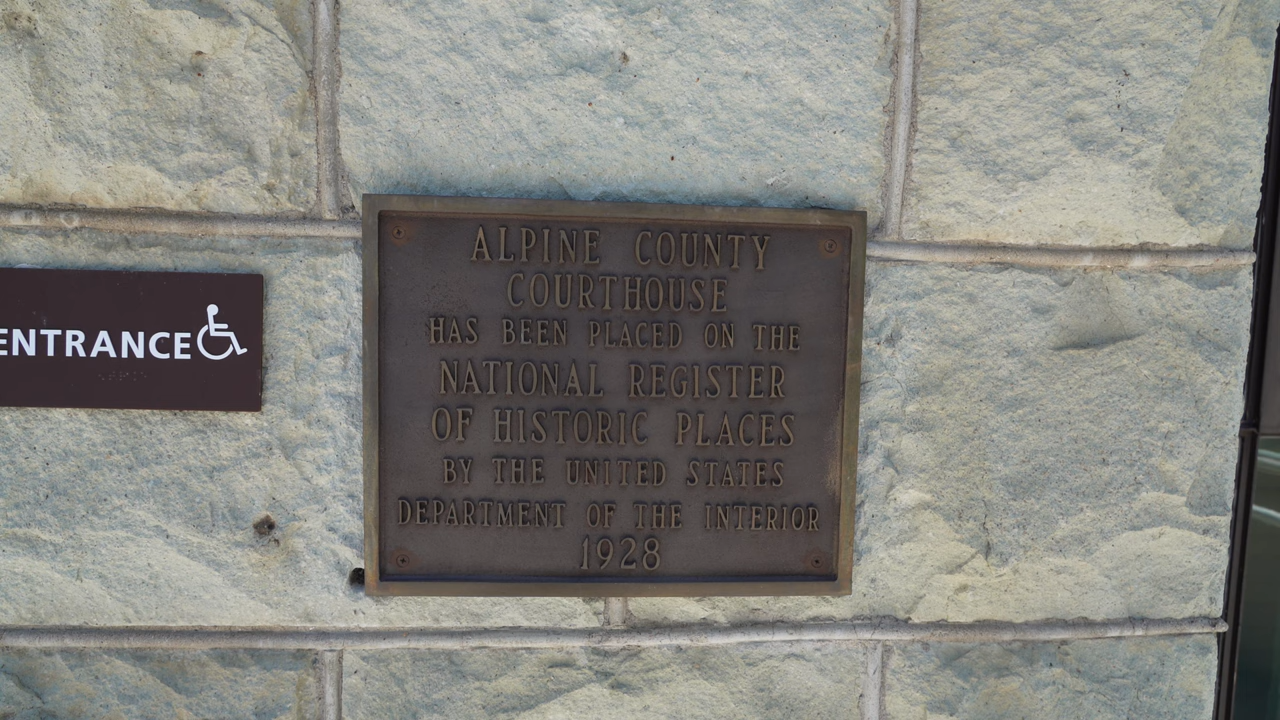 ENTRANCE
ALPINE COUNTY
COURTHOUSE
HAS BEEN PLACED ON THE
NATIONAL REGISTER
OF HISTORIC PLACES
BY THE UNITED STATES
DEPARTMENT OF THE INTERIOR
1928